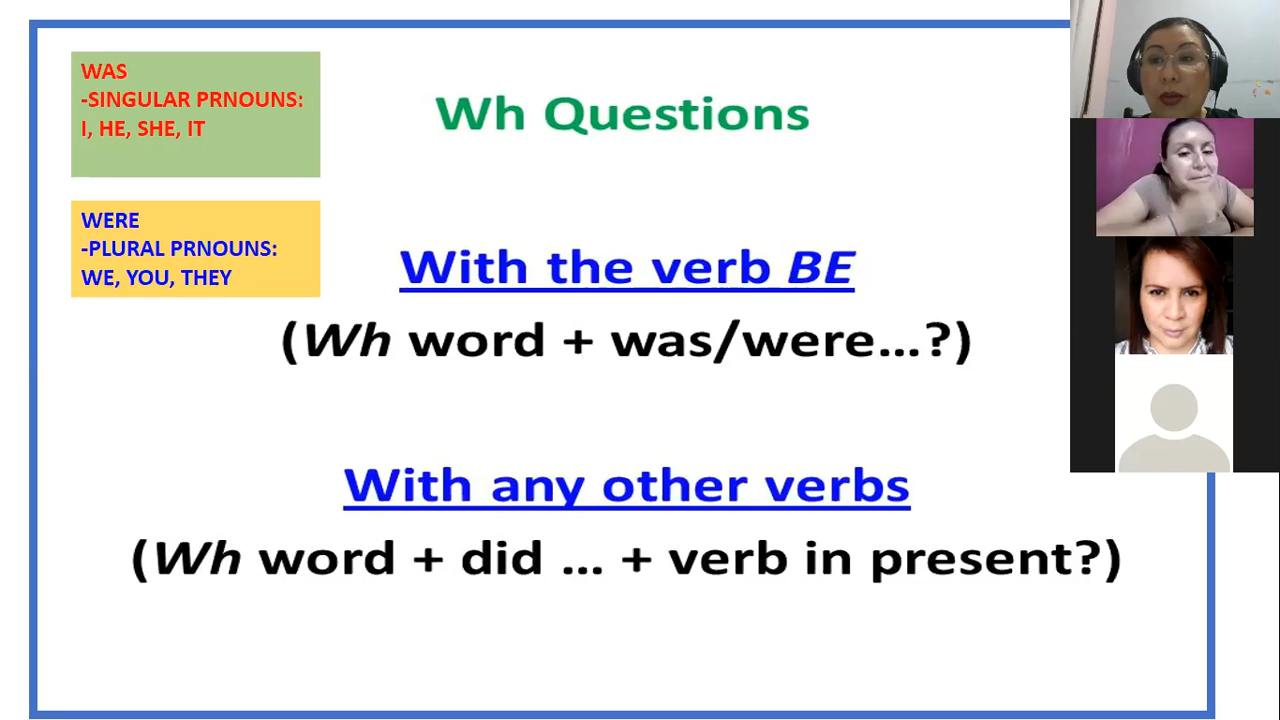 WAS
-SINGULAR PRNOUNS:
I, HE, SHE, IT
WERE
-PLURAL PRNOUNS:
WE, YOU, THEY
Wh Questions
With the verb BE
(Wh word + was/were...?)
With any other verbs
(Wh word + did ... + verb in present?)